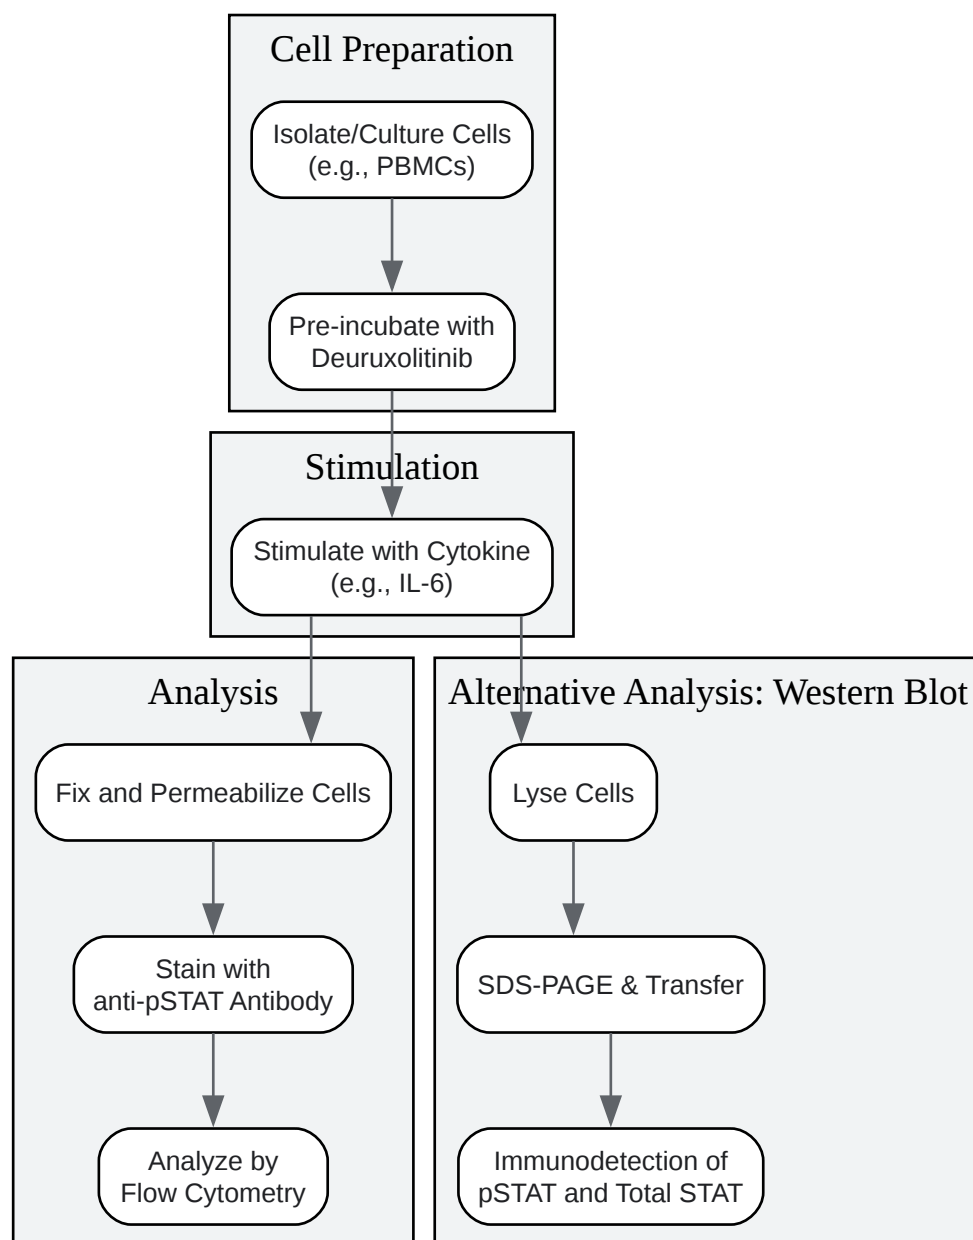 Cell Preparation
Isolate/Culture Cells
(e.g., PBMCs)
Pre-incubate with
Deuruxolitinib
Stimulation
Stimulate with Cytokine
(e.g., IL-6)
Analysis
Fix and Permeabilize Cells
Stain with
anti-pSTAT Antibody
Analyze by
Flow Cytometry
Alternative Analysis: Western Blot
Lyse Cells
SDS-PAGE & Transfer
Immunodetection of
pSTAT and Total STAT